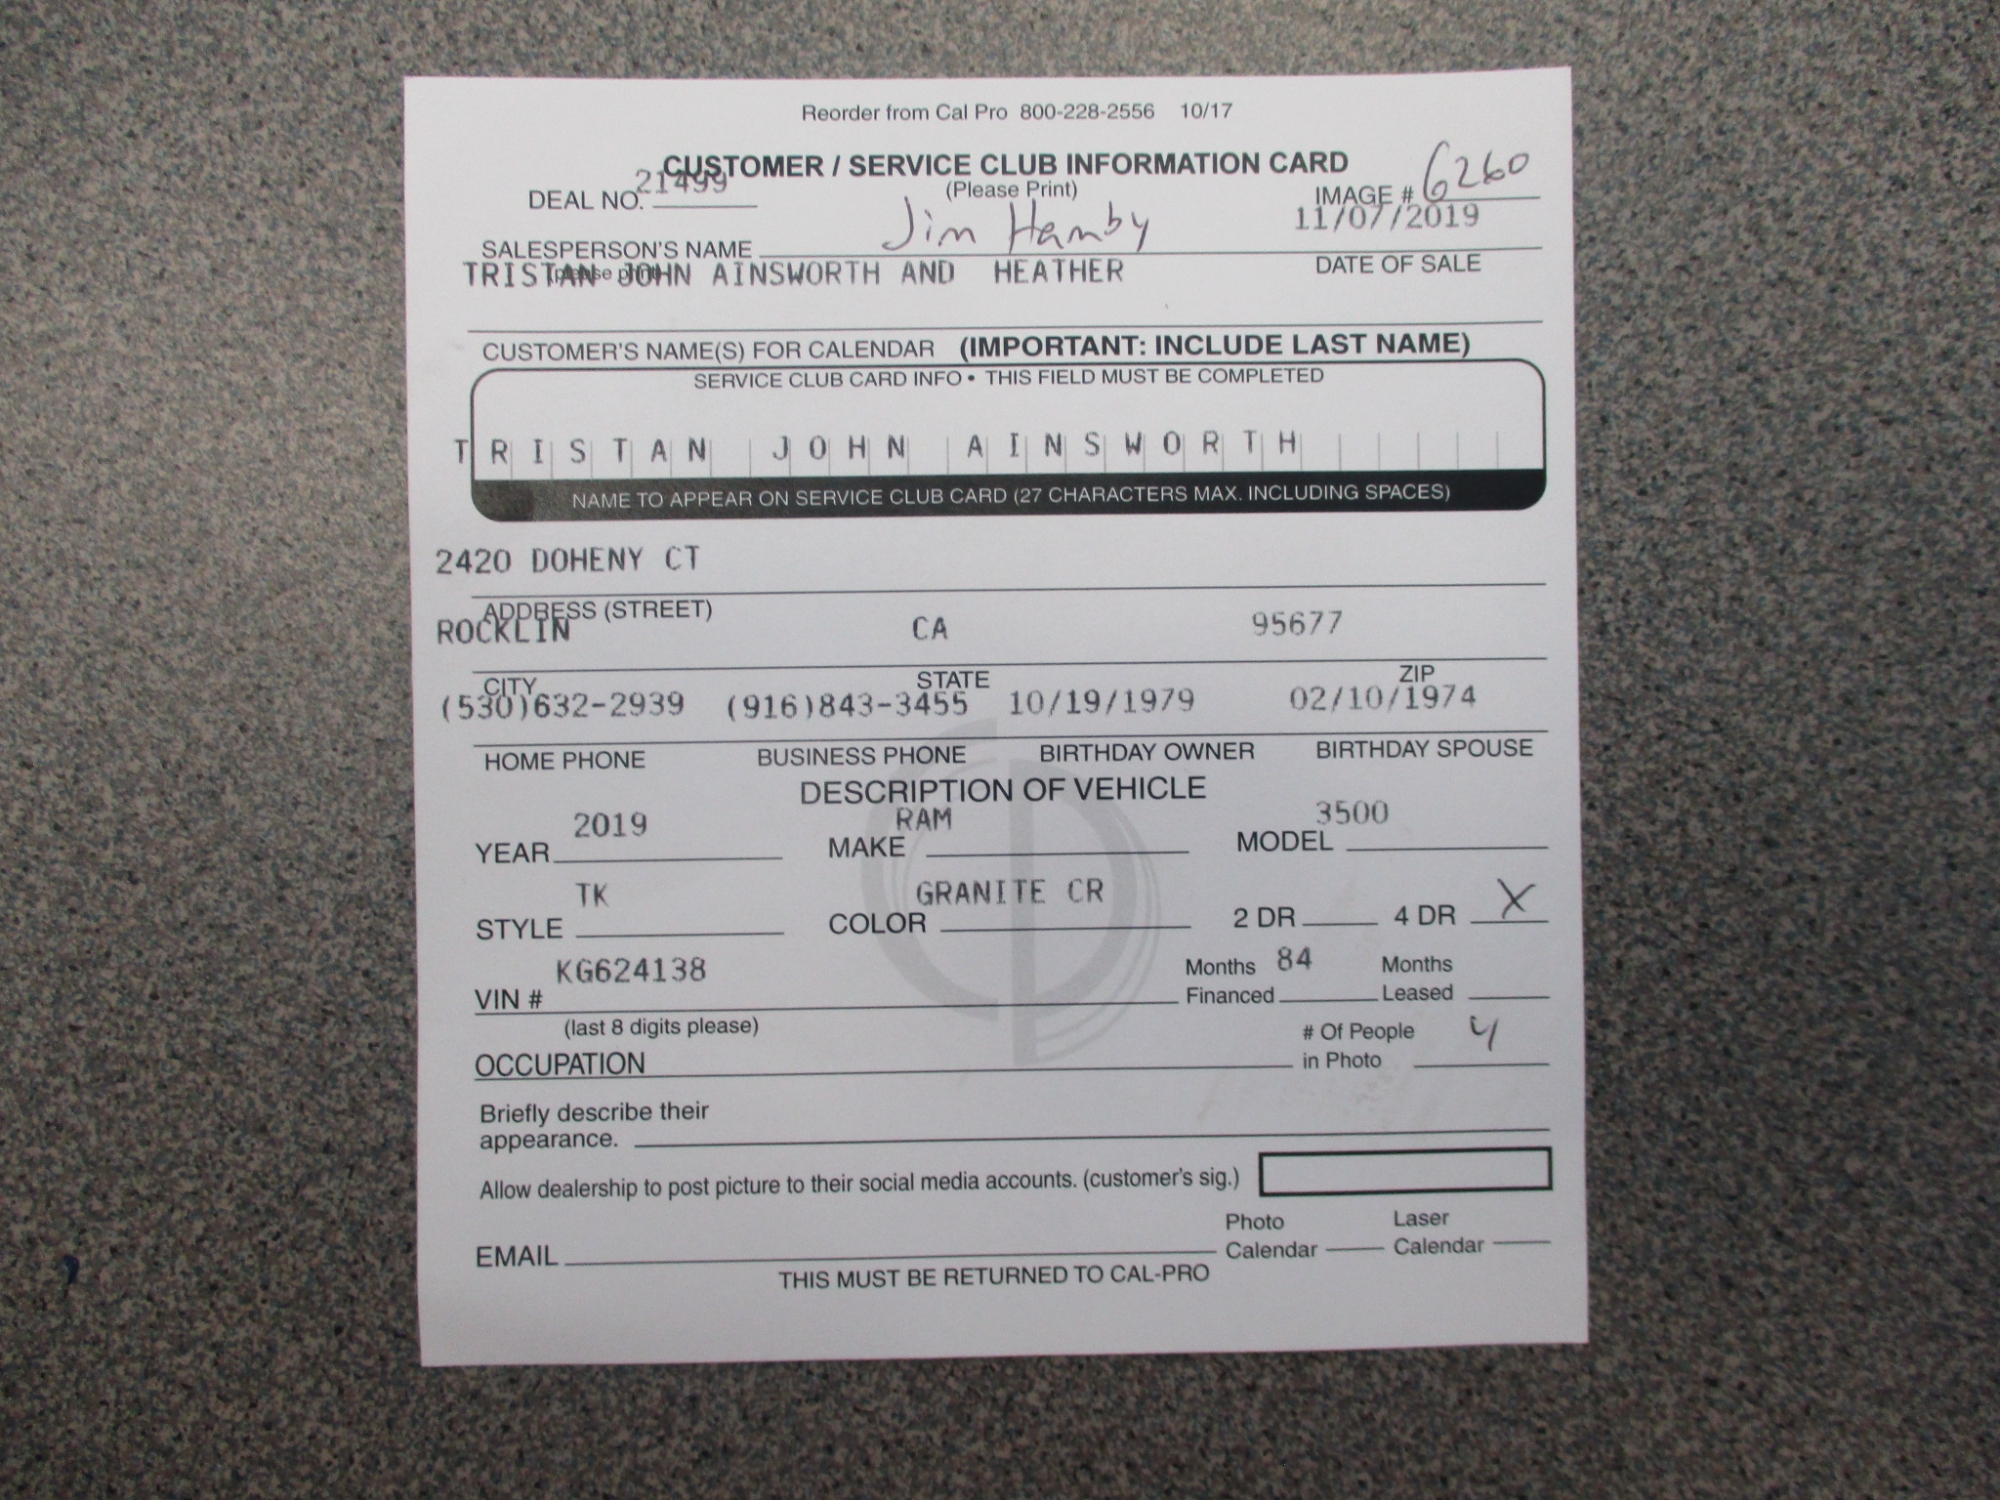 Reorder from Cal Pro 800-228-2556 10/17
CUSTOMER / SERVICE CLUB INFORMATION CARD
(Please Print)
DEAL NO. 21499
IMAGE # 6260
SALESPERSON'S NAME Jim Hamby
please print
11/07/2019
DATE OF SALE
TRISTAN JOHN AINSWORTH AND HEATHER
CUSTOMER'S NAME(S) FOR CALENDAR (IMPORTANT: INCLUDE LAST NAME)
SERVICE CLUB CARD INFO • THIS FIELD MUST BE COMPLETED
TRISTAN JOHN AINSWORTH
NAME TO APPEAR ON SERVICE CLUB CARD (27 CHARACTERS MAX. INCLUDING SPACES)
2420 DOHENY CT
ADDRESS (STREET)
ROCKLIN CA 95677
CITY STATE ZIP
(530)632-2939 (916)843-3455 10/19/1979 02/10/1974
HOME PHONE BUSINESS PHONE BIRTHDAY OWNER BIRTHDAY SPOUSE
DESCRIPTION OF VEHICLE
YEAR 2019 MAKE RAM MODEL 3500
STYLE TK COLOR GRANITE CR 2 DR 4 DR X
VIN # KG624138 Months Financed 84 Months Leased
(last 8 digits please)
OCCUPATION # Of People in Photo 4
Briefly describe their
appearance.
Allow dealership to post picture to their social media accounts. (customer's sig.)
EMAIL Photo Calendar Laser Calendar
THIS MUST BE RETURNED TO CAL-PRO